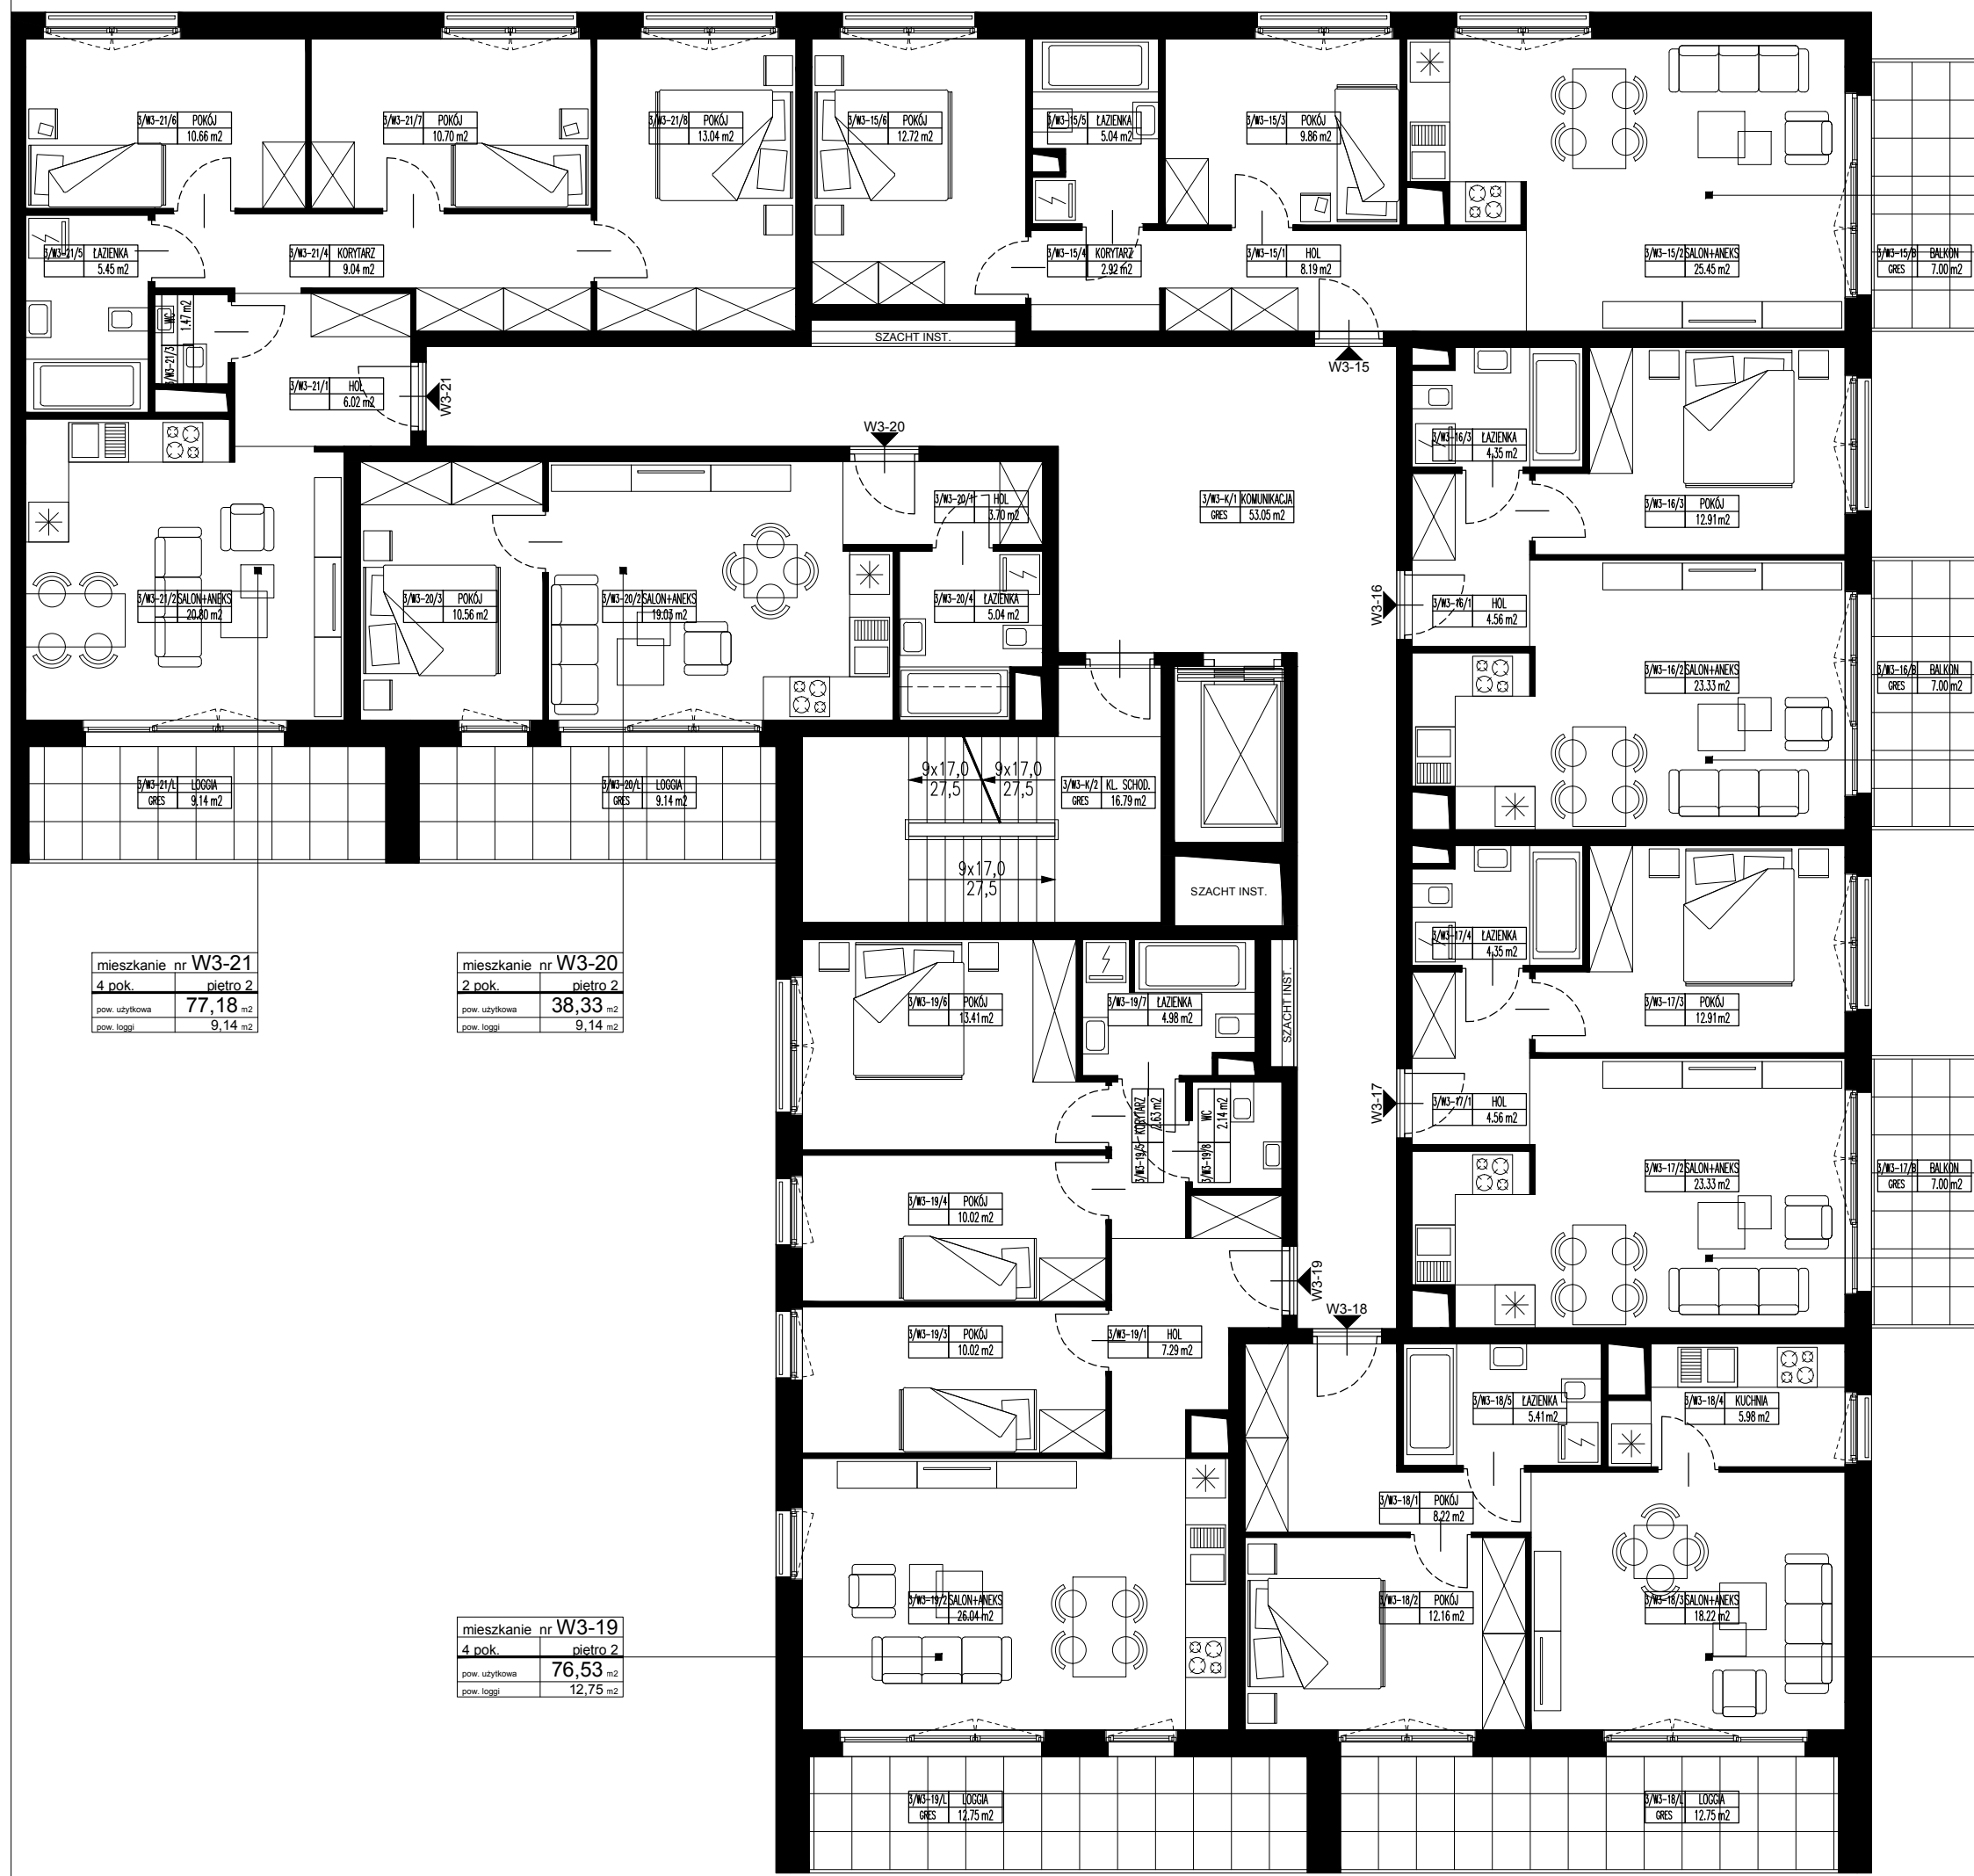 3/W3-21/6 POKÓJ
10.66 m2
3/W3-21/7 POKÓJ
10.70 m2
3/W3-21/8 POKÓJ
13.04 m2
3/W3-15/6 POKÓJ
12.72 m2
3/W3-15/5 ŁAZIENKA
5.04 m2
3/W3-15/3 POKÓJ
9.86 m2
3/W3-21/5 ŁAZIENKA
5.45 m2
3/W3-21/4 KORYTARZ
9.04 m2
3/W3-15/4 KORYTARZ
2.92 m2
3/W3-15/1 HOL
8.19 m2
3/W3-15/2 SALON+ANEKS
25.45 m2
3/W3-15/B BALKON
GRES 7.00 m2
3/W3-21/3 WC
1.47 m2
SZACHT INST.
W3-15
3/W3-21/1 HOL
6.02 m2
W3-21
W3-20
3/W3-16/3 ŁAZIENKA
4.35 m2
3/W3-20/1 HOL
3.70 m2
3/W3-K/1 KOMUNIKACJA
GRES 53.05 m2
3/W3-16/3 POKÓJ
12.91 m2
3/W3-21/2 SALON+ANEKS
20.80 m2
3/W3-20/3 POKÓJ
10.56 m2
3/W3-20/2 SALON+ANEKS
19.03 m2
3/W3-20/4 ŁAZIENKA
5.04 m2
W3-16
3/W3-16/1 HOL
4.56 m2
3/W3-16/2 SALON+ANEKS
23.33 m2
3/W3-16/B BALKON
GRES 7.00 m2
3/W3-21/L LOGGIA
GRES 9.14 m2
3/W3-20/L LOGGIA
GRES 9.14 m2
9x17,0
27,5
9x17,0
27,5
3/W3-K/2 KL. SCHOD.
GRES 16.79 m2
9x17,0
27,5
SZACHT INST.
3/W3-17/4 ŁAZIENKA
4.35 m2
mieszkanie nr W3-21
4 pok. piętro 2
pow. użytkowa 77,18 m2
pow. loggi 9,14 m2
mieszkanie nr W3-20
2 pok. piętro 2
pow. użytkowa 38,33 m2
pow. loggi 9,14 m2
3/W3-19/6 POKÓJ
13.41 m2
3/W3-19/7 ŁAZIENKA
4.98 m2
SZACHT INST.
3/W3-17/3 POKÓJ
12.91 m2
3/W3-19/5 KORYTARZ
2.63 m2
3/W3-19/8 WC
2.14 m2
W3-17
3/W3-17/1 HOL
4.56 m2
3/W3-17/2 SALON+ANEKS
23.33 m2
3/W3-17/B BALKON
GRES 7.00 m2
3/W3-19/4 POKÓJ
10.02 m2
W3-19
W3-18
3/W3-19/3 POKÓJ
10.02 m2
3/W3-19/1 HOL
7.29 m2
3/W3-18/5 ŁAZIENKA
5.41 m2
3/W3-18/4 KUCHNIA
5.98 m2
3/W3-18/1 POKÓJ
8.22 m2
3/W3-19/2 SALON+ANEKS
26.04 m2
3/W3-18/2 POKÓJ
12.16 m2
3/W3-18/3 SALON+ANEKS
18.22 m2
mieszkanie nr W3-19
4 pok. piętro 2
pow. użytkowa 76,53 m2
pow. loggi 12,75 m2
3/W3-19/L LOGGIA
GRES 12.75 m2
3/W3-18/L LOGGIA
GRES 12.75 m2